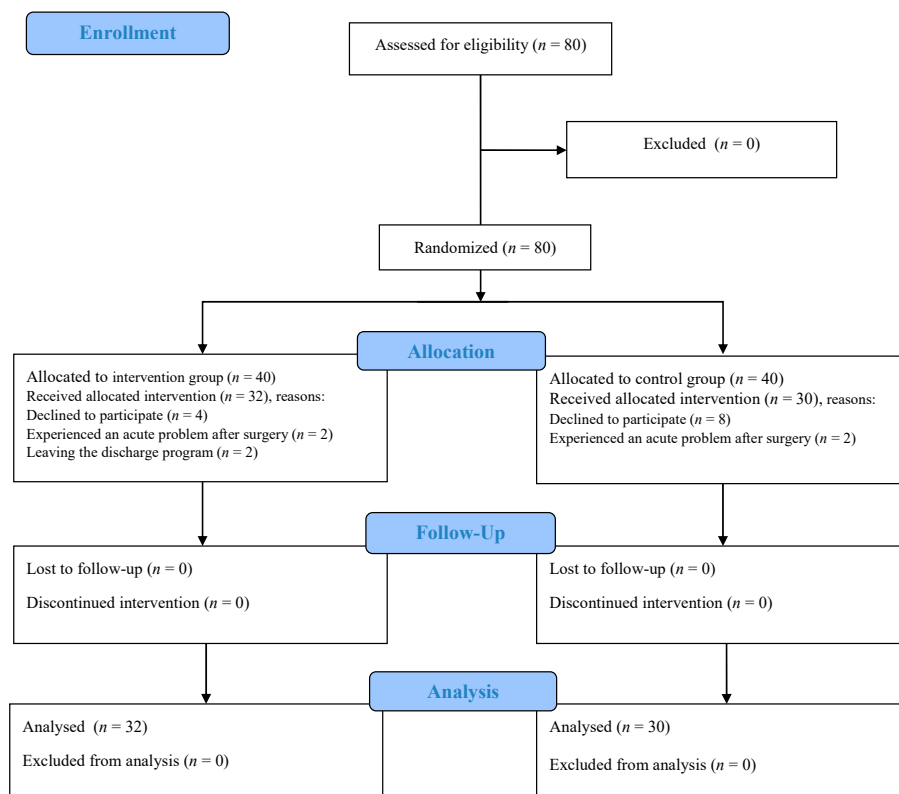 Enrollment
Assessed for eligibility (n = 80)
Excluded (n = 0)
Randomized (n = 80)
Allocation
Allocated to intervention group (n = 40)
Received allocated intervention (n = 32), reasons:
Declined to participate (n = 4)
Experienced an acute problem after surgery (n = 2)
Leaving the discharge program (n = 2)
Allocated to control group (n = 40)
Received allocated intervention (n = 30), reasons:
Declined to participate (n = 8)
Experienced an acute problem after surgery (n = 2)
Follow-Up
Lost to follow-up (n = 0)
Discontinued intervention (n = 0)
Lost to follow-up (n = 0)
Discontinued intervention (n = 0)
Analysis
Analysed (n = 32)
Excluded from analysis (n = 0)
Analysed (n = 30)
Excluded from analysis (n = 0)